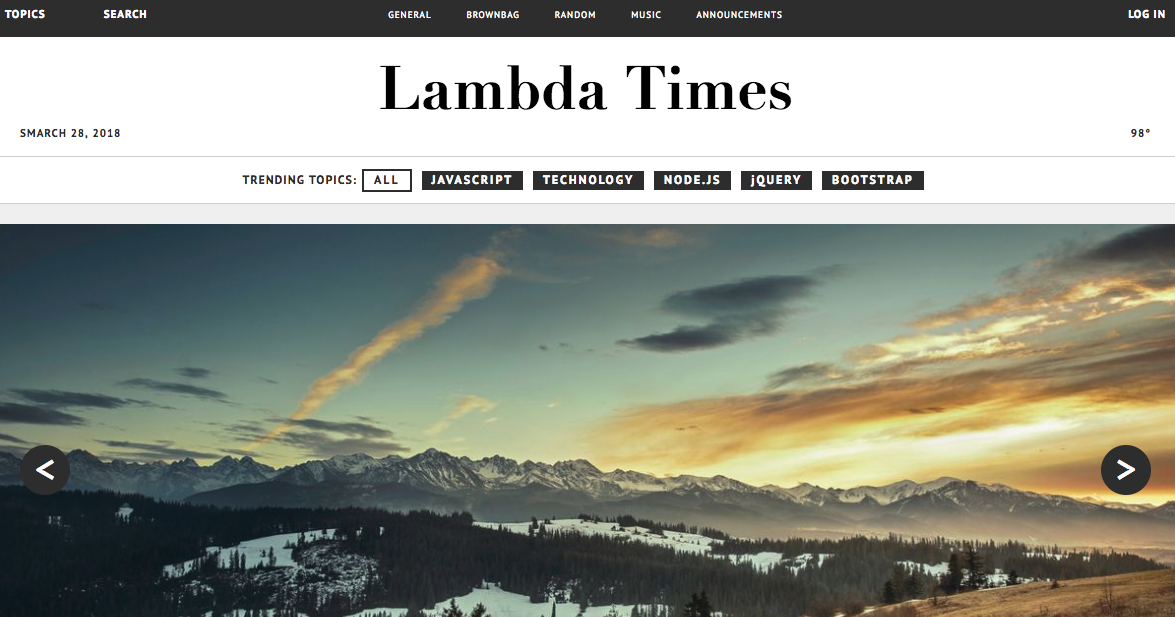 TOPICS SEARCH GENERAL BROWNBAG RANDOM MUSIC ANNOUNCEMENTS LOG IN
Lambda Times
SMARCH 28, 2018 98°
TRENDING TOPICS: ALL JAVASCRIPT TECHNOLOGY NODE.JS jQUERY BOOTSTRAP
< >